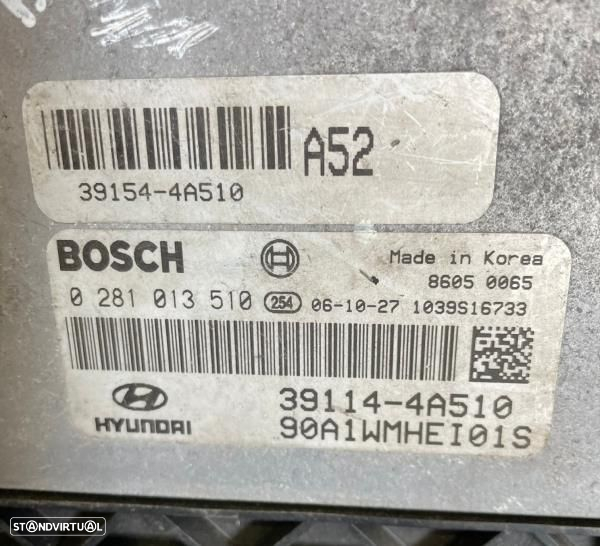 A52
39154-4A510
BOSCH
Made in Korea
8605 0065
0 281 013 510 254 06-10-27 1039S16733
39114-4A510
HYUNDAI
90A1WMHEI01S
STANDVIRTUAL